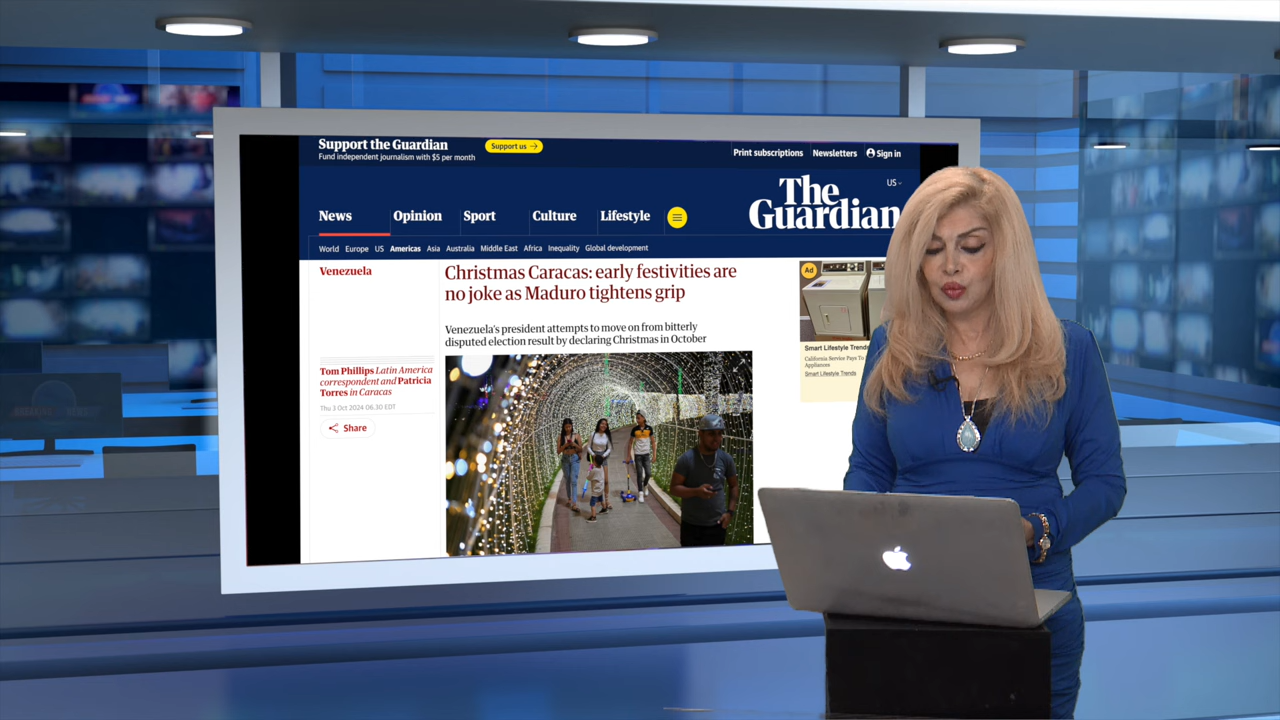 Support the Guardian
Fund independent journalism with $5 per month
Support us →
Print subscriptions
Newsletters
Sign in
US
The
Guardian
News
Opinion
Sport
Culture
Lifestyle
World Europe US Americas Asia Australia Middle East Africa Inequality Global development
Venezuela
Christmas Caracas: early festivities are
no joke as Maduro tightens grip
Venezuela's president attempts to move on from bitterly
disputed election result by declaring Christmas in October
Tom Phillips Latin America
correspondent and Patricia
Torres in Caracas
Thu 3 Oct 2024 06.30 EDT
Share
Ad
Smart Lifestyle Trends
California Service Pays To
Appliances
Smart Lifestyle Trends